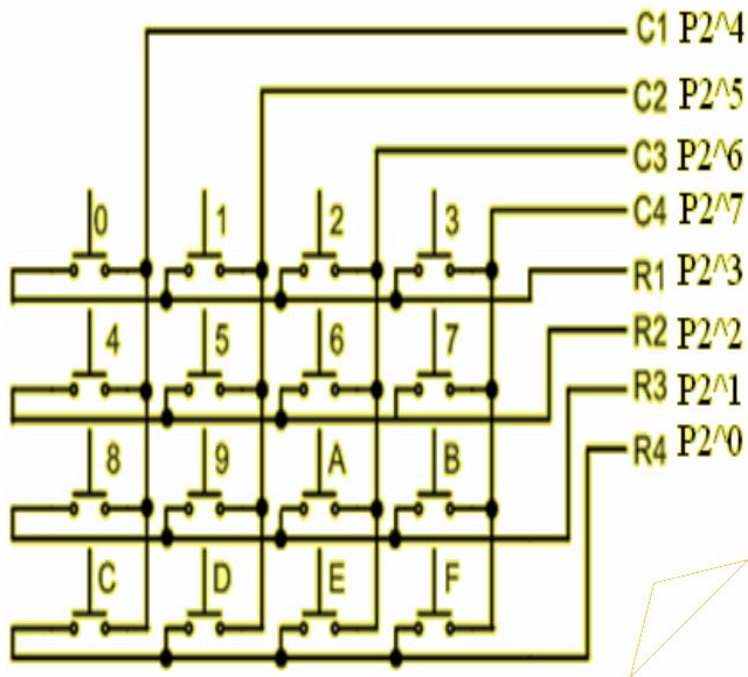 C1 P2^4
C2 P2^5
C3 P2^6
C4 P2^7
0 1 2 3
R1 P2^3
4 5 6 7
R2 P2^2
R3 P2^1
8 9 A B
R4 P2^0
C D E F